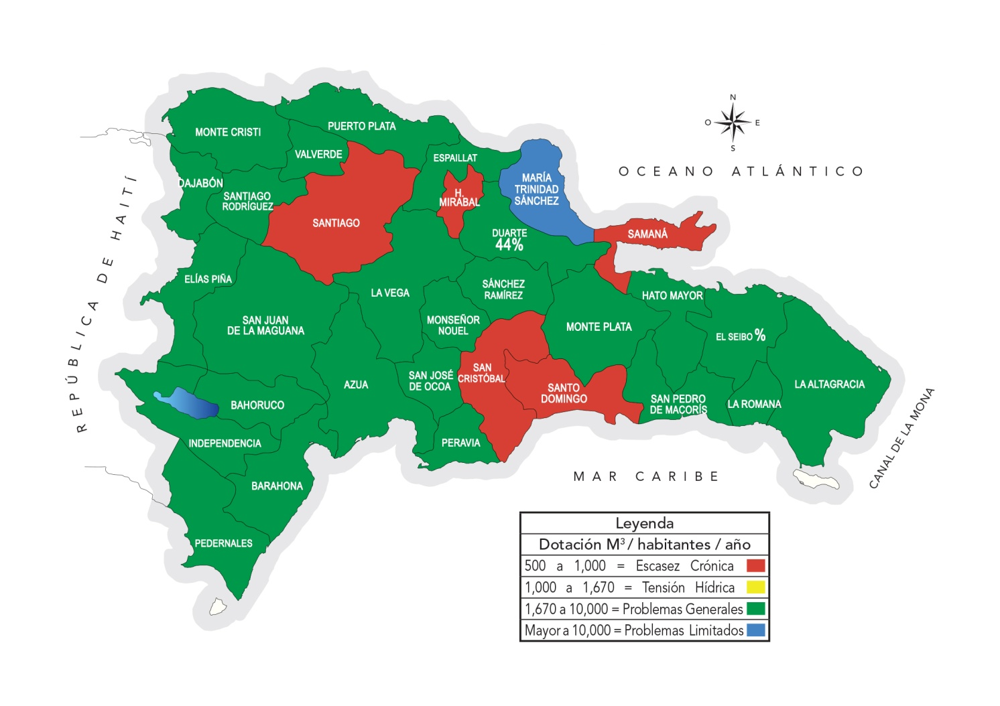 N
O
E
S
OCEANO ATLÁNTICO
REPÚBLICA DE HAITÍ
MONTE CRISTI
PUERTO PLATA
VALVERDE
ESPAILLAT
MARÍA
TRINIDAD
SÁNCHEZ
DAJABÓN
SANTIAGO
RODRÍGUEZ
H.
MIRABAL
SANTIAGO
DUARTE
44%
SAMANÁ
ELÍAS PIÑA
LA VEGA
SÁNCHEZ
RAMÍREZ
HATO MAYOR
SAN JUAN
DE LA MAGUANA
MONSEÑOR
NOUEL
MONTE PLATA
EL SEIBO %
AZUA
SAN JOSÉ
DE OCOA
SAN
CRISTÓBAL
SANTO
DOMINGO
LA ALTAGRACIA
BAHORUCO
SAN PEDRO
DE MACORÍS
LA ROMANA
INDEPENDENCIA
PERAVIA
BARAHONA
PEDERNALES
MAR CARIBE
CANAL DE LA MONA
Leyenda
Dotación M³ / habitantes / año
500 a 1,000 = Escasez Crónica
1,000 a 1,670 = Tensión Hídrica
1,670 a 10,000 = Problemas Generales
Mayor a 10,000 = Problemas Limitados